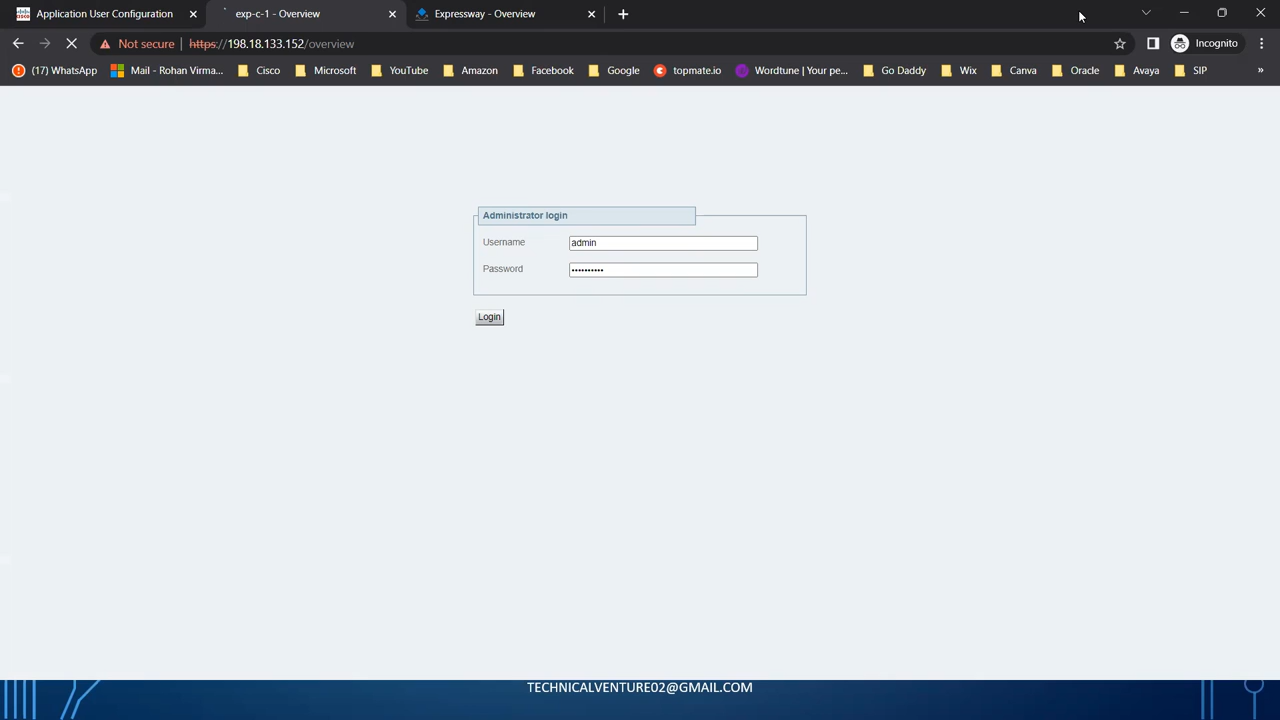 Application User Configuration
exp-c-1 - Overview
Expressway - Overview
Not secure
https://198.18.133.152/overview
Incognito
(17) WhatsApp
Mail - Rohan Virma...
Cisco
Microsoft
YouTube
Amazon
Facebook
Google
topmate.io
Wordtune | Your pe...
Go Daddy
Wix
Canva
Oracle
Avaya
SIP
»
Administrator login
Username
admin
Password
••••••••••
Login
TECHNICALVENTURE02@GMAIL.COM